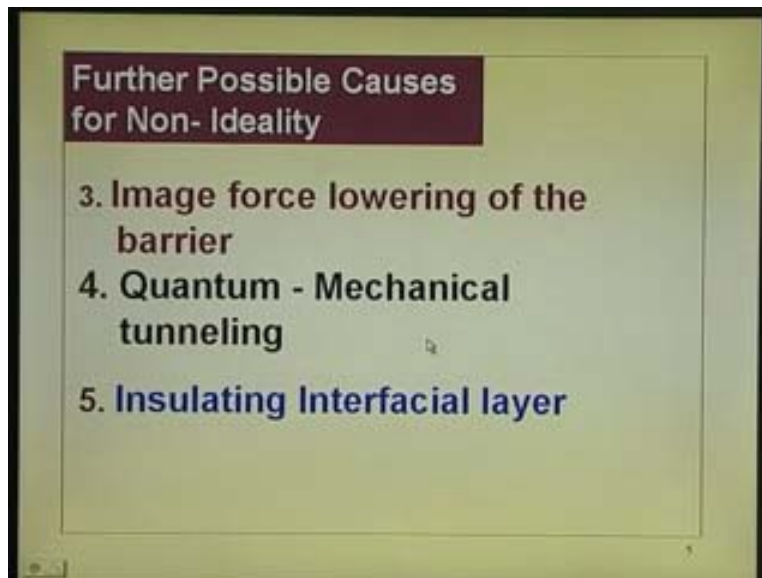 Further Possible Causes
for Non- Ideality
3. Image force lowering of the
barrier
4. Quantum - Mechanical
tunneling
5. Insulating Interfacial layer